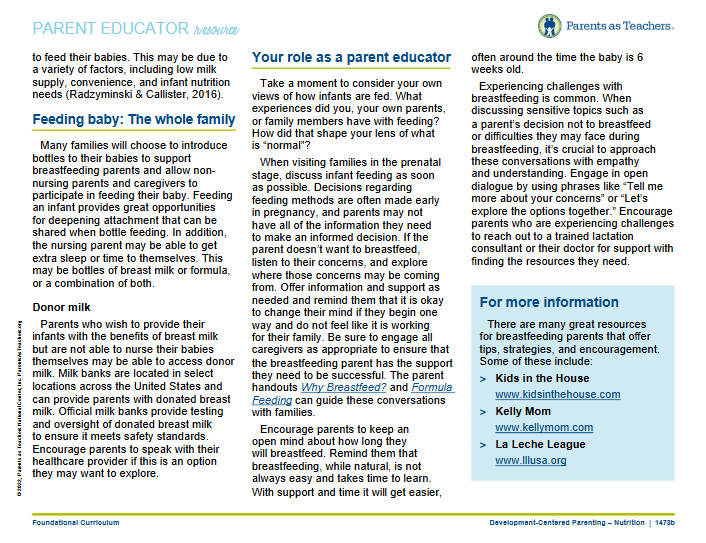 PARENT EDUCATOR resource
Parents as Teachers.
to feed their babies. This may be due to
a variety of factors, including low milk
supply, convenience, and infant nutrition
needs (Radzyminski & Callister, 2016).
Feeding baby: The whole family
Many families will choose to introduce
bottles to their babies to support
breastfeeding parents and allow non-
nursing parents and caregivers to
participate in feeding their baby. Feeding
an infant provides great opportunities
for deepening attachment that can be
shared when bottle feeding. In addition,
the nursing parent may be able to get
extra sleep or time to themselves. This
may be bottles of breast milk or formula,
or a combination of both.
Donor milk
Parents who wish to provide their
infants with the benefits of breast milk
but are not able to nurse their babies
themselves may be able to access donor
milk. Milk banks are located in select
locations across the United States and
can provide parents with donated breast
milk. Official milk banks provide testing
and oversight of donated breast milk
to ensure it meets safety standards.
Encourage parents to speak with their
healthcare provider if this is an option
they may want to explore.
Your role as a parent educator
Take a moment to consider your own
views of how infants are fed. What
experiences did you, your own parents,
or family members have with feeding?
How did that shape your lens of what
is “normal”?
When visiting families in the prenatal
stage, discuss infant feeding as soon
as possible. Decisions regarding
feeding methods are often made early
in pregnancy, and parents may not
have all of the information they need
to make an informed decision. If the
parent doesn’t want to breastfeed,
listen to their concerns, and explore
where those concerns may be coming
from. Offer information and support as
needed and remind them that it is okay
to change their mind if they begin one
way and do not feel like it is working
for their family. Be sure to engage all
caregivers as appropriate to ensure that
the breastfeeding parent has the support
they need to be successful. The parent
handouts Why Breastfeed? and Formula
Feeding can guide these conversations
with families.
Encourage parents to keep an
open mind about how long they
will breastfeed. Remind them that
breastfeeding, while natural, is not
always easy and takes time to learn.
With support and time it will get easier,
often around the time the baby is 6
weeks old.
Experiencing challenges with
breastfeeding is common. When
discussing sensitive topics such as
a parent’s decision not to breastfeed
or difficulties they may face during
breastfeeding, it’s crucial to approach
these conversations with empathy
and understanding. Engage in open
dialogue by using phrases like “Tell me
more about your concerns” or “Let’s
explore the options together.” Encourage
parents who are experiencing challenges
to reach out to a trained lactation
consultant or their doctor for support with
finding the resources they need.
For more information
There are many great resources
for breastfeeding parents that offer
tips, strategies, and encouragement.
Some of these include:
> Kids in the House
www.kidsinthehouse.com
> Kelly Mom
www.kellymom.com
> La Leche League
www.lllusa.org
© 2022, Parents as Teachers National Center, Inc. ParentsAsTeachers.org
Foundational Curriculum
Development-Centered Parenting – Nutrition | 1473b